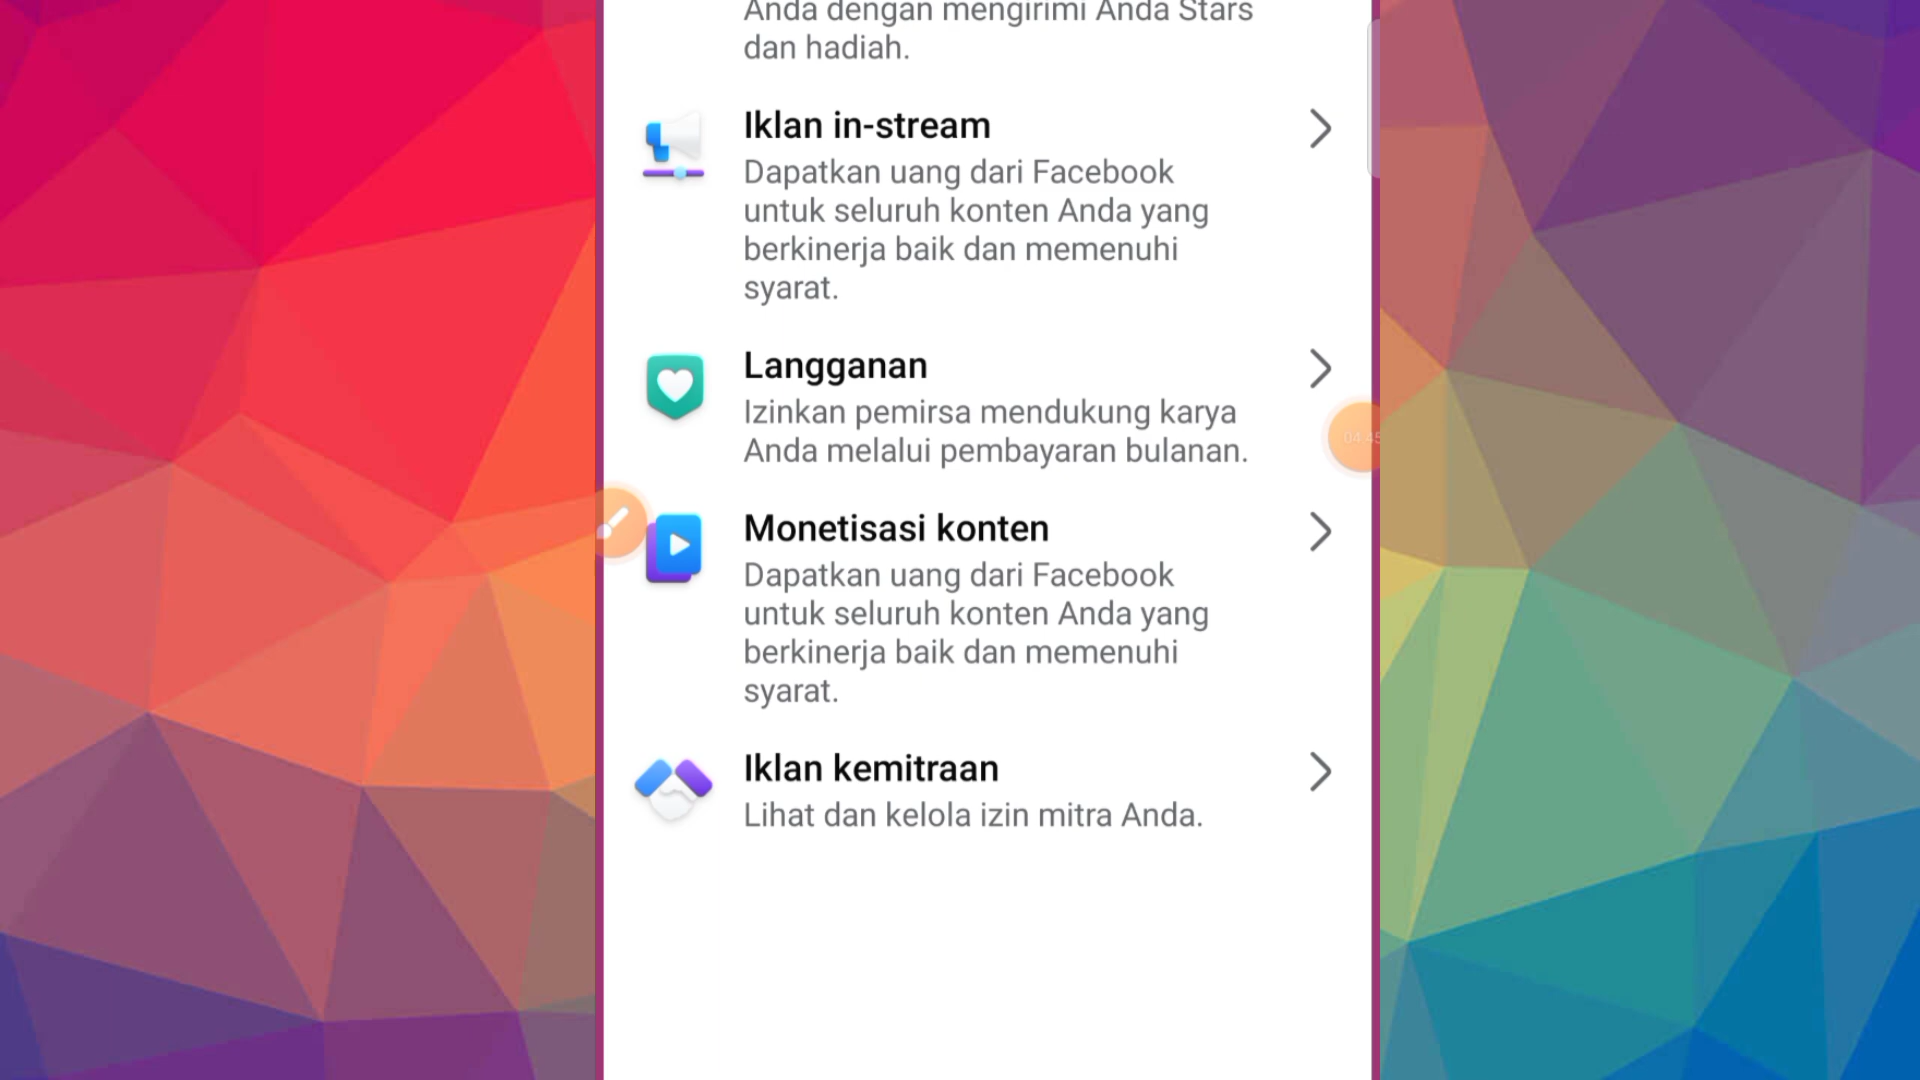 Anda dengan mengirimi Anda Stars
dan hadiah.
Iklan in-stream
Dapatkan uang dari Facebook
untuk seluruh konten Anda yang
berkinerja baik dan memenuhi
syarat.
Langganan
Izinkan pemirsa mendukung karya
Anda melalui pembayaran bulanan.
04:45
Monetisasi konten
Dapatkan uang dari Facebook
untuk seluruh konten Anda yang
berkinerja baik dan memenuhi
syarat.
Iklan kemitraan
Lihat dan kelola izin mitra Anda.